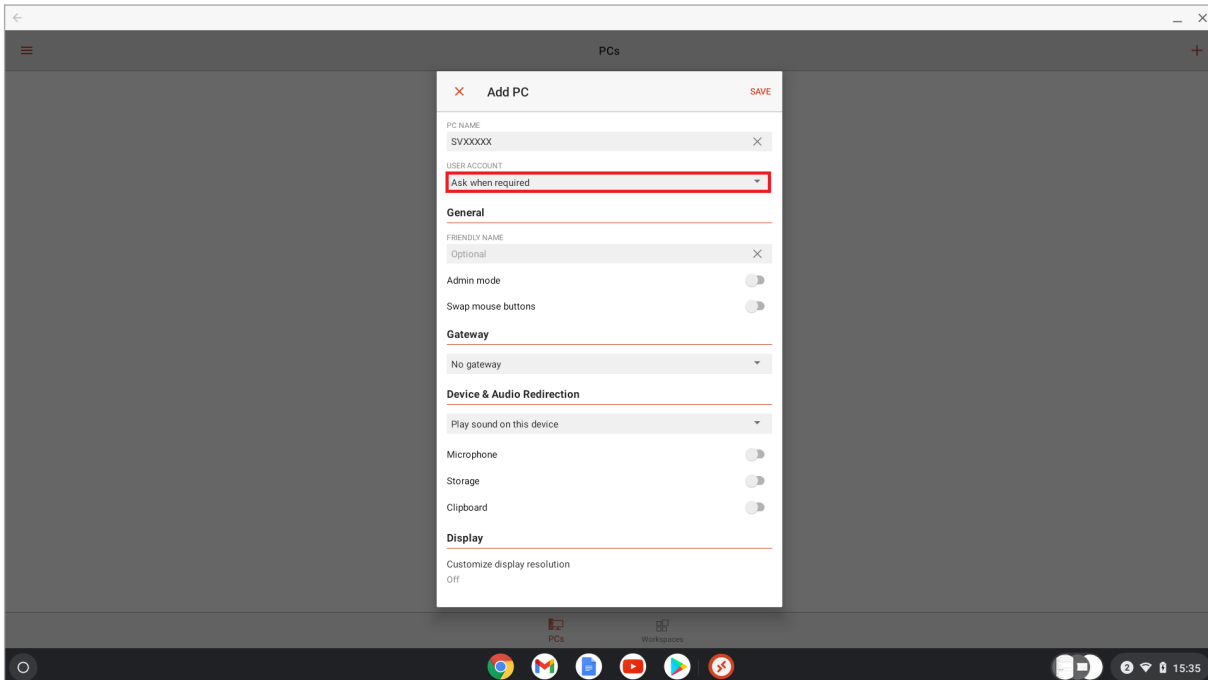 PCs
Add PC
SAVE
PC NAME
SVXXXXX
USER ACCOUNT
Ask when required
General
FRIENDLY NAME
Optional
Admin mode
Swap mouse buttons
Gateway
No gateway
Device & Audio Redirection
Play sound on this device
Microphone
Storage
Clipboard
Display
Customize display resolution
Off
PCs
Workspaces
2
15:35